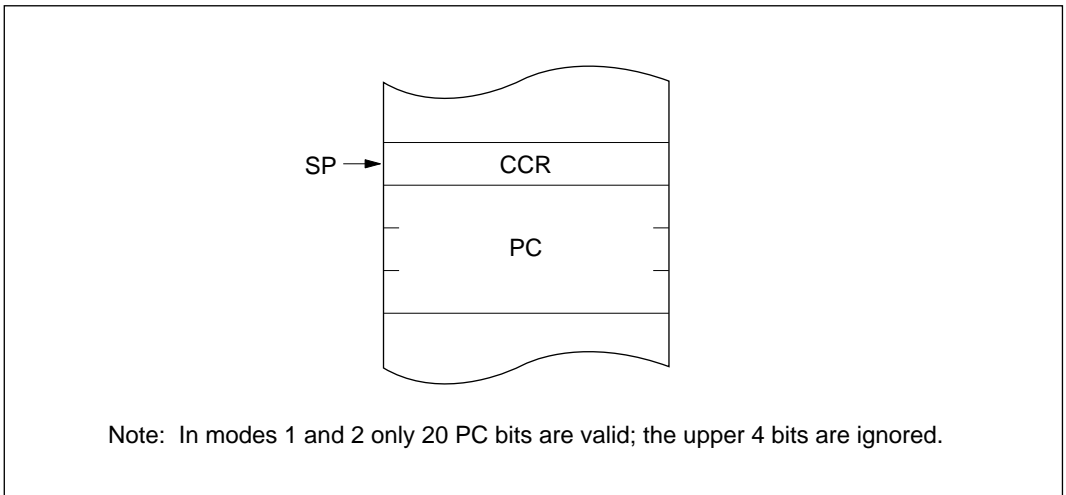 SP
CCR
PC
Note: In modes 1 and 2 only 20 PC bits are valid; the upper 4 bits are ignored.